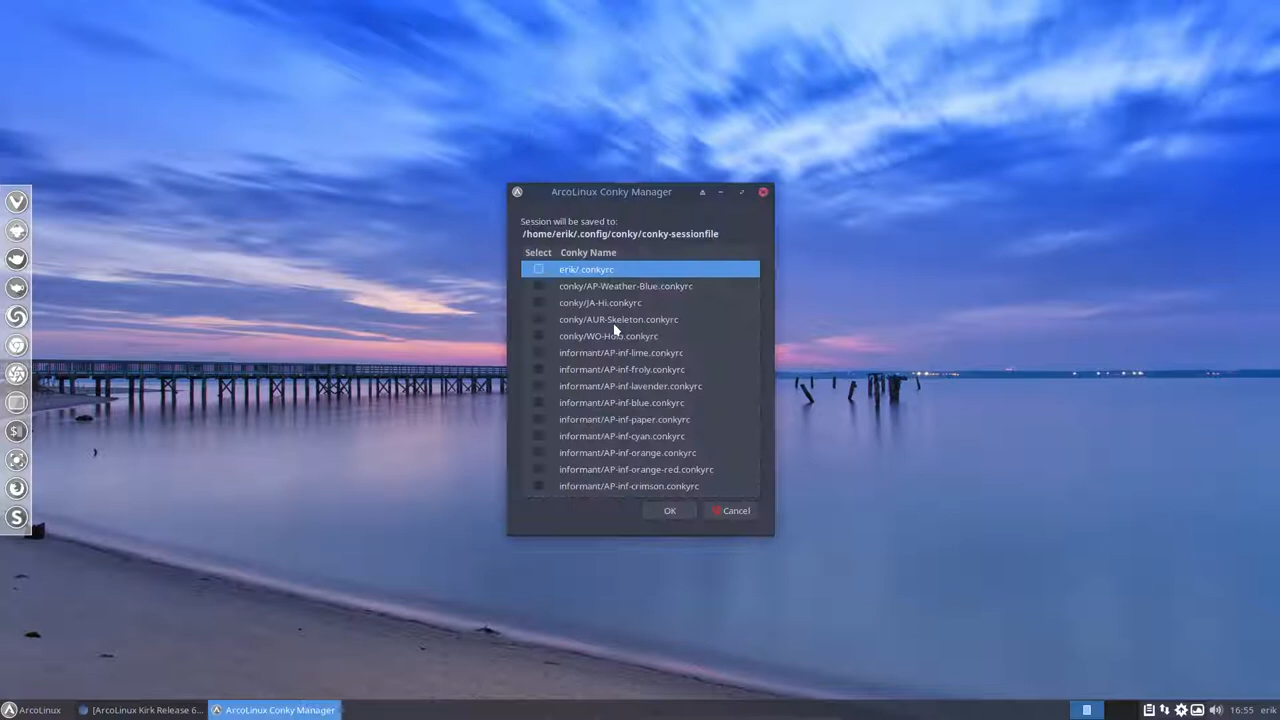 ArcoLinux Conky Manager
Session will be saved to:
/home/erik/.config/conky/conky-sessionfile
Select Conky Name
erik/.conkyrc
conky/AP-Weather-Blue.conkyrc
conky/JA-Hi.conkyrc
conky/AUR-Skeleton.conkyrc
conky/WO-Holo.conkyrc
informant/AP-inf-lime.conkyrc
informant/AP-inf-froly.conkyrc
informant/AP-inf-lavender.conkyrc
informant/AP-inf-blue.conkyrc
informant/AP-inf-paper.conkyrc
informant/AP-inf-cyan.conkyrc
informant/AP-inf-orange.conkyrc
informant/AP-inf-orange-red.conkyrc
informant/AP-inf-crimson.conkyrc
OK Cancel
ArcoLinux [ArcoLinux Kirk Release 6... ArcoLinux Conky Manager 16:55 erik